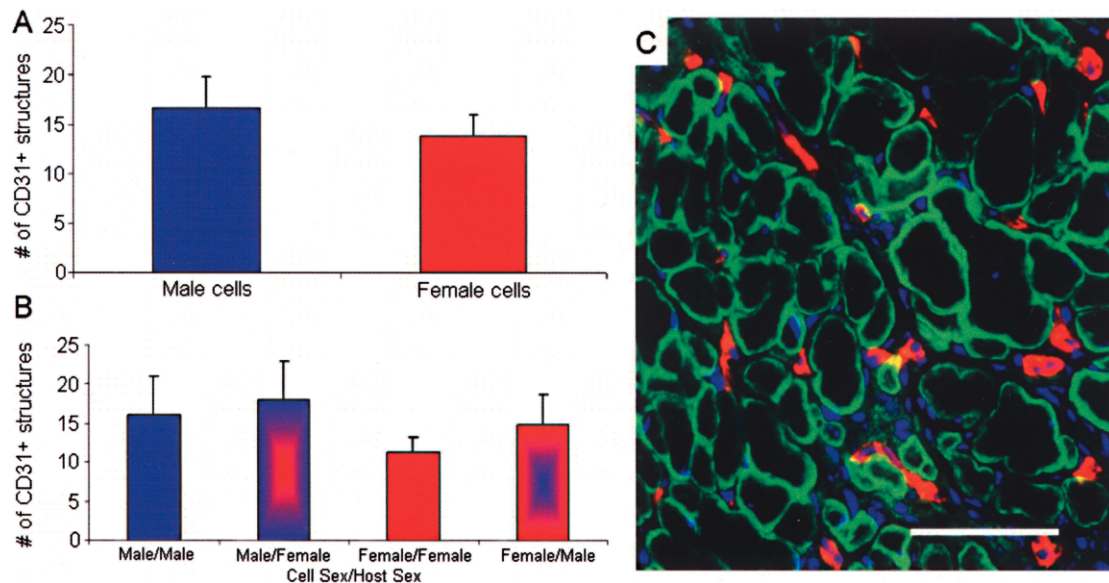 A
# of CD31+ structures
25
20
15
10
5
0
Male cells
Female cells
B
# of CD31+ structures
25
20
15
10
5
0
Male/Male
Male/Female
Female/Female
Female/Male
Cell Sex/Host Sex
C